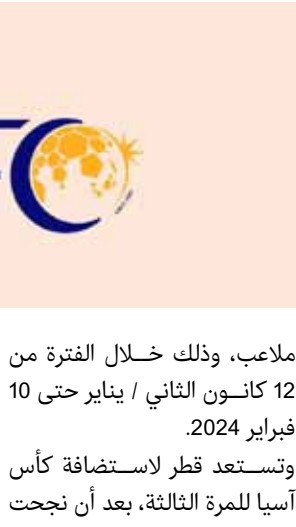 ملاعب، وذلك خــلال الفترة من
12 كانــون الثاني / يناير حتى 10
فبراير 2024.
وتســتعد قطر لاســتضافة كأس
آسيا للمرة الثالثة، بعد أن نجحت